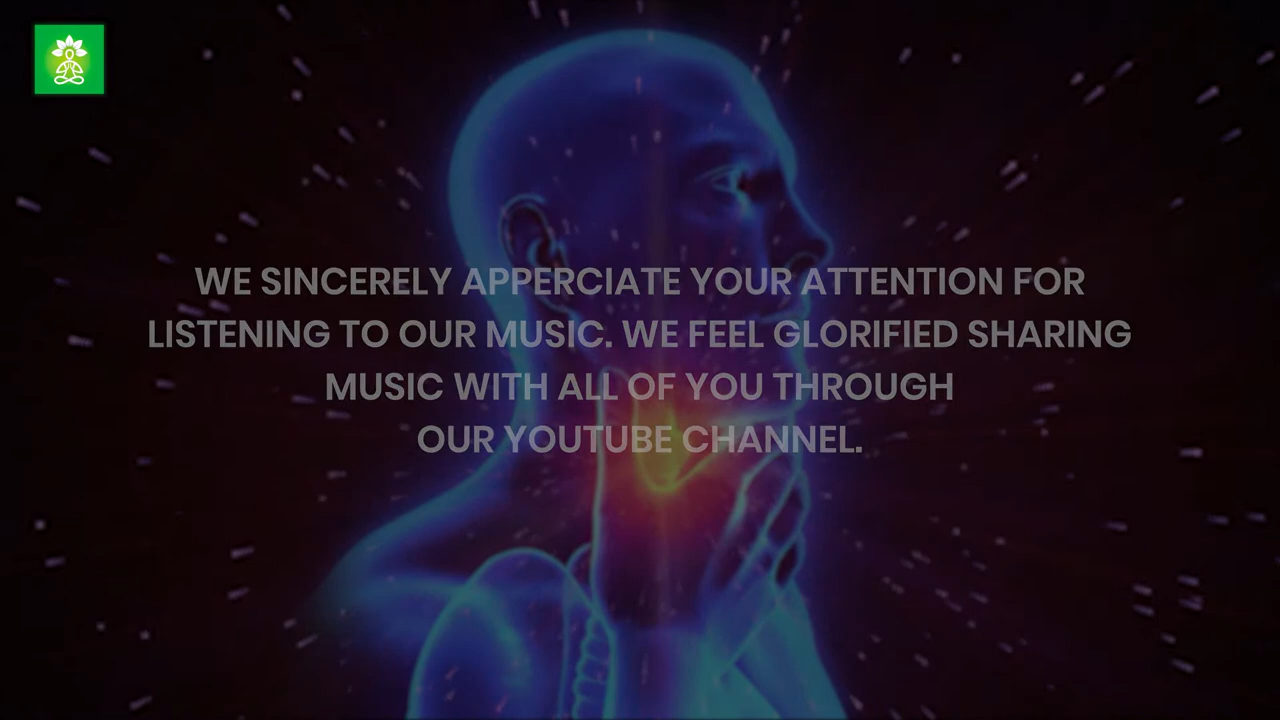 WE SINCERELY APPERCIATE YOUR ATTENTION FOR
LISTENING TO OUR MUSIC. WE FEEL GLORIFIED SHARING
MUSIC WITH ALL OF YOU THROUGH
OUR YOUTUBE CHANNEL.